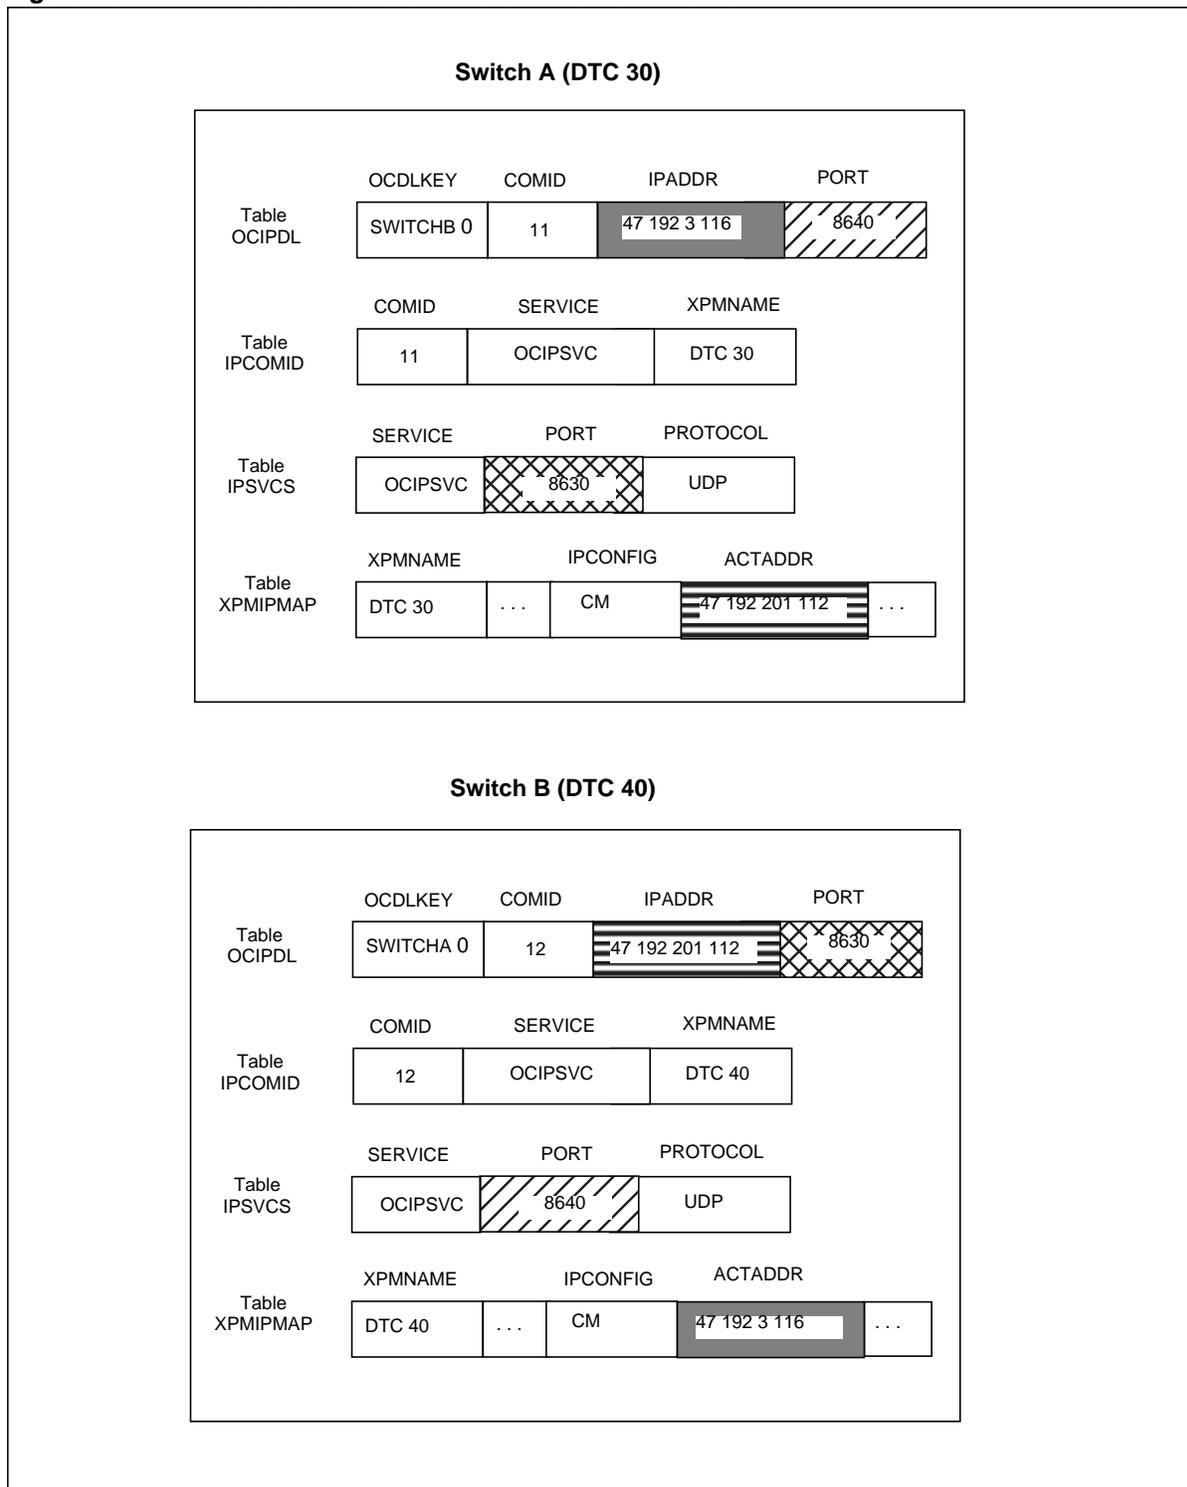 Switch A (DTC 30)
OCDLKEY COMID IPADDR PORT
Table
OCIPDL
SWITCHB 0 11 47 192 3 116 8640
COMID SERVICE XPMNAME
Table
IPCOMID
11 OCIPSVC DTC 30
SERVICE PORT PROTOCOL
Table
IPSVCS
OCIPSVC 8630 UDP
XPMNAME IPCONFIG ACTADDR
Table
XPMIPMAP
DTC 30 . . . CM 47 192 201 112 . . .
Switch B (DTC 40)
OCDLKEY COMID IPADDR PORT
Table
OCIPDL
SWITCHA 0 12 47 192 201 112 8630
COMID SERVICE XPMNAME
Table
IPCOMID
12 OCIPSVC DTC 40
SERVICE PORT PROTOCOL
Table
IPSVCS
OCIPSVC 8640 UDP
XPMNAME IPCONFIG ACTADDR
Table
XPMIPMAP
DTC 40 . . . CM 47 192 3 116 . . .